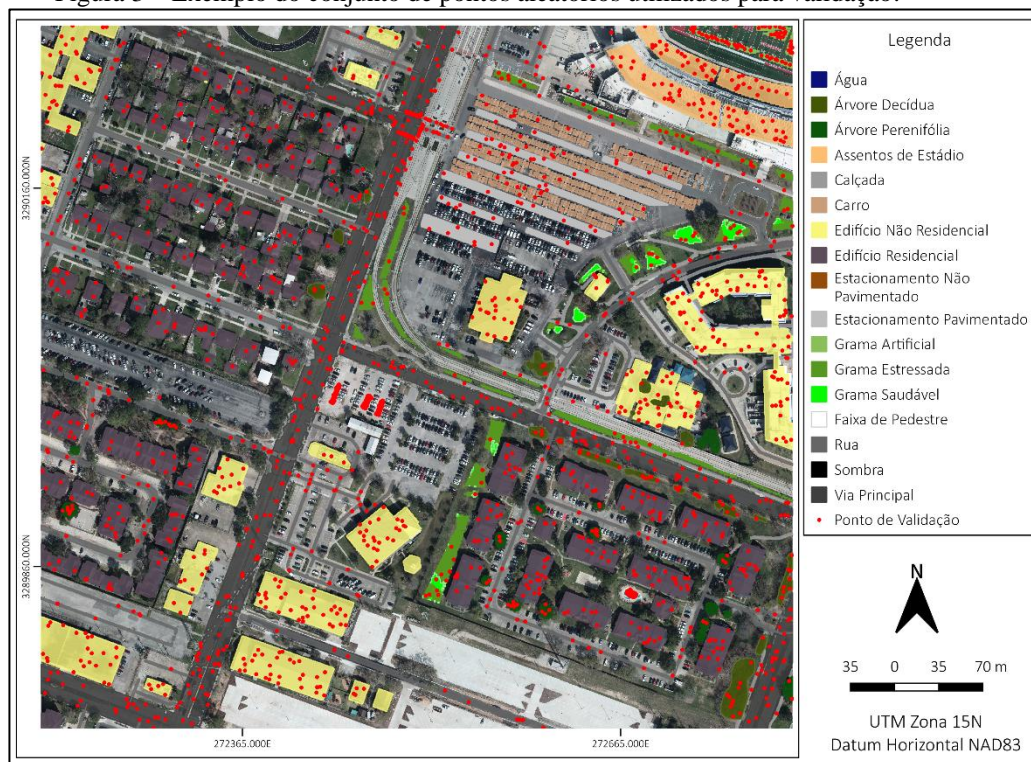 Figura 3 – Exemplo do conjunto de pontos aleatórios utilizados para validação.
Legenda
Água
Árvore Decídua
Árvore Perenifólia
Assentos de Estádio
Calçada
Carro
Edifício Não Residencial
Edifício Residencial
Estacionamento Não
Pavimentado
Estacionamento Pavimentado
Grama Artificial
Grama Estressada
Grama Saudável
Faixa de Pedestre
Rua
Sombra
Via Principal
Ponto de Validação
3290160.000N
3289860.000N
272365.000E
272665.000E
N
35 0 35 70 m
UTM Zona 15N
Datum Horizontal NAD83